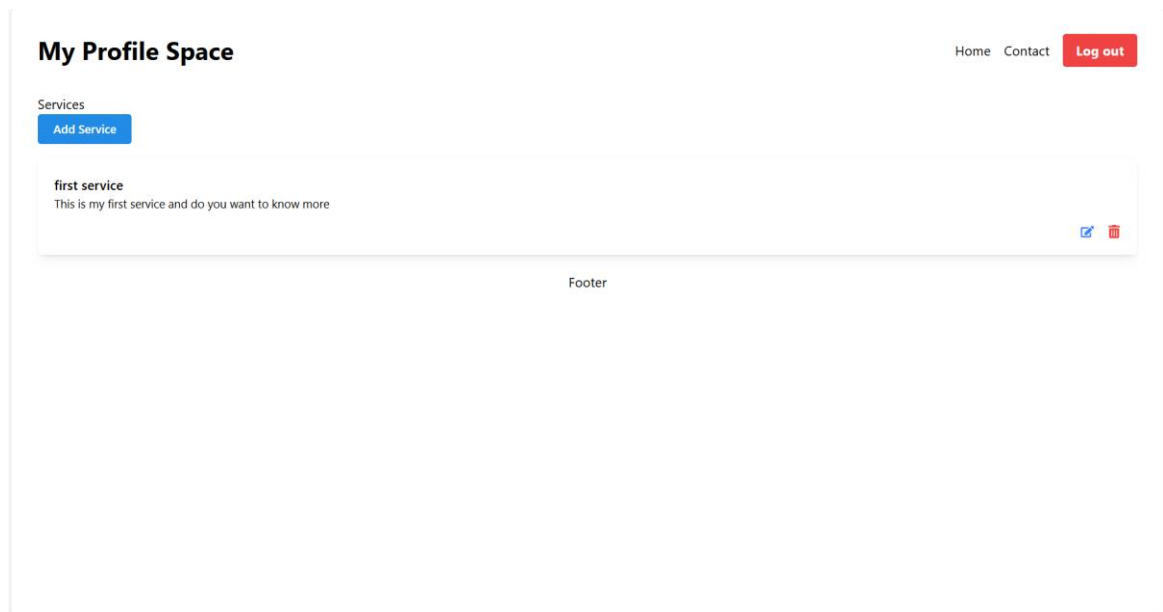 My Profile Space
Home Contact Log out
Services
Add Service
first service
This is my first service and do you want to know more
Footer